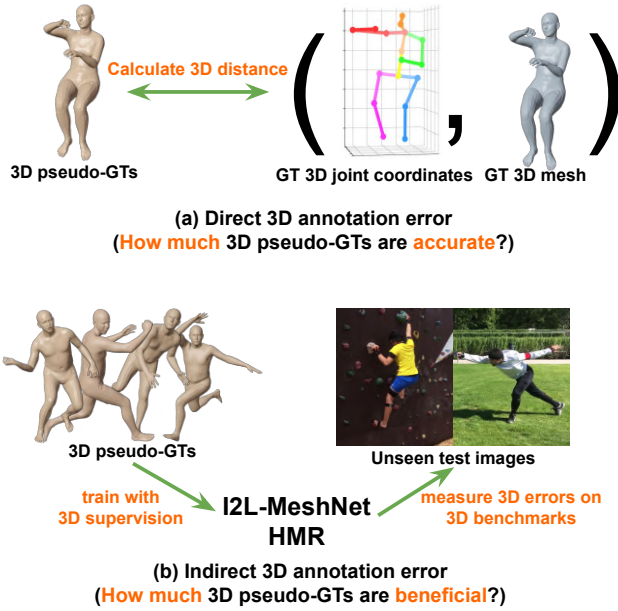 Calculate 3D distance
( , )
3D pseudo-GTs
GT 3D joint coordinates
GT 3D mesh
(a) Direct 3D annotation error
(How much 3D pseudo-GTs are accurate?)
3D pseudo-GTs
Unseen test images
train with
3D supervision
I2L-MeshNet
HMR
measure 3D errors on
3D benchmarks
(b) Indirect 3D annotation error
(How much 3D pseudo-GTs are beneficial?)